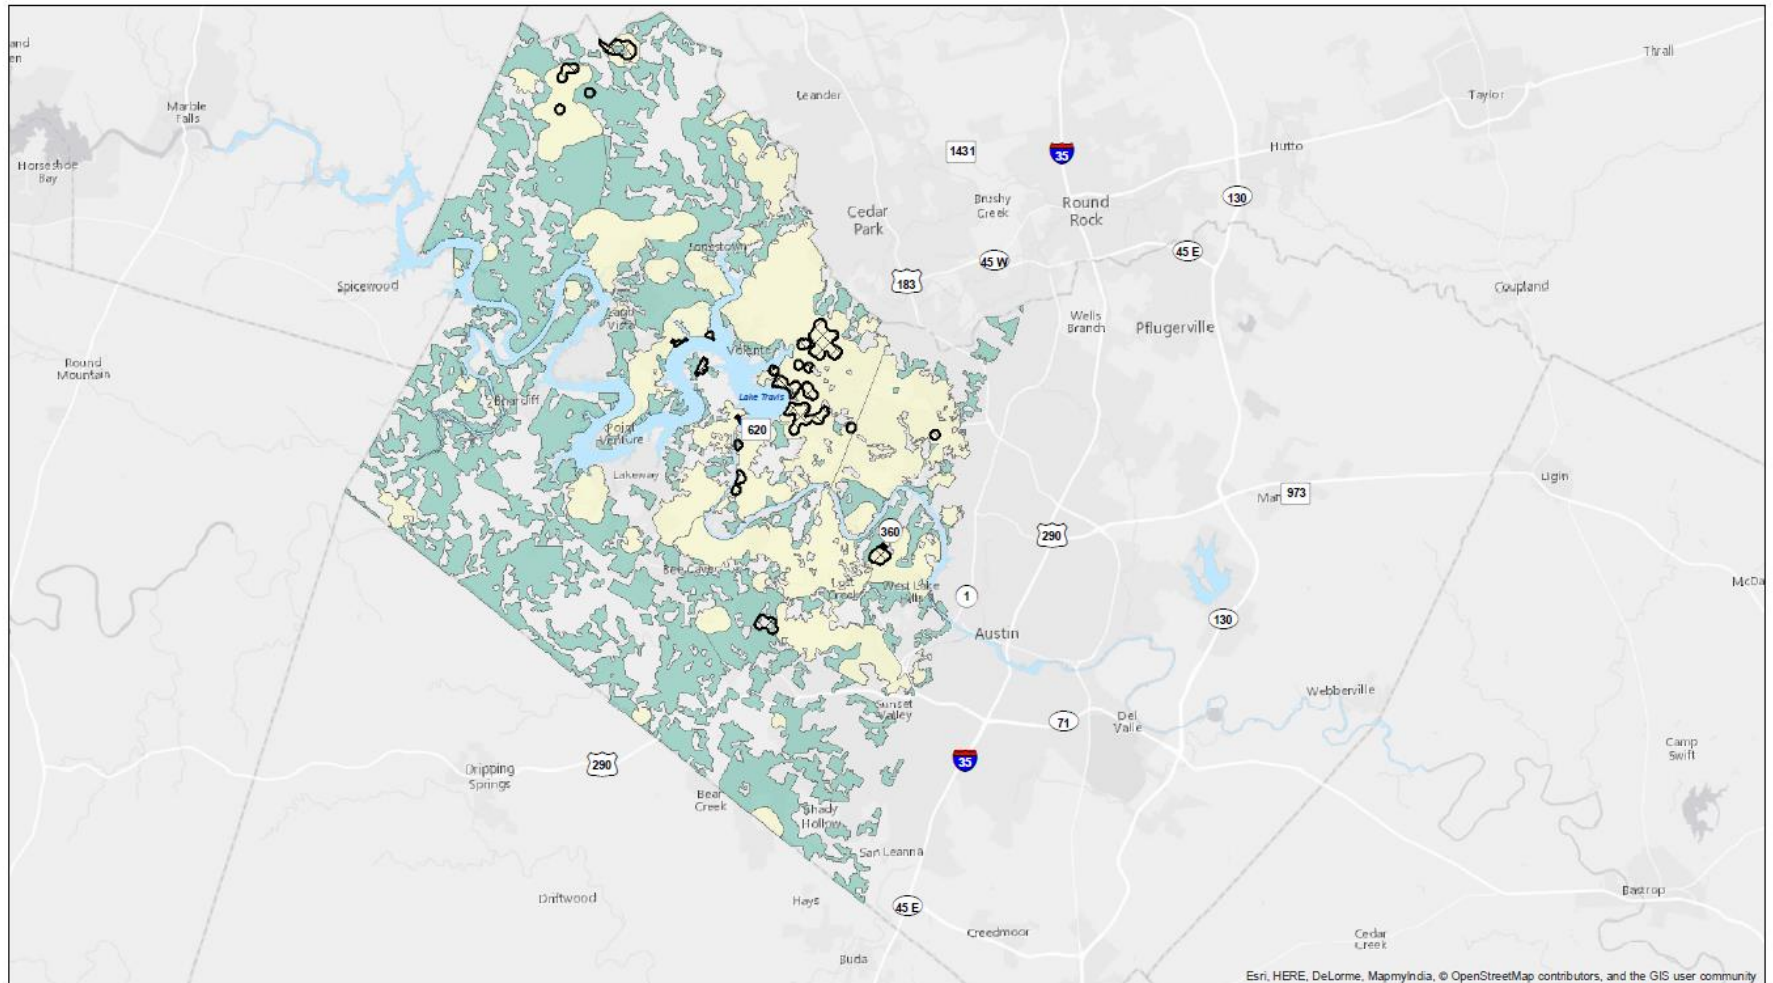 Thrall
Marble
Falls
Leander
Taylor
Horseshoe
Bay
1431
35
Hutto
130
Cedar
Park
Brushy
Creek
Round
Rock
Jonestown
45 W
45 E
183
Spicewood
Coupland
Lago
Vista
Wells
Branch
Pflugerville
Volente
Round
Mountain
Briarcliff
Lake Travis
Point
Venture
620
Lakeway
Elgin
973
360
290
Bee Cave
Lost
Creek
West Lake
Hills
1
130
Austin
Webberville
Sunset
Valley
71
Del
Valle
Camp
Swift
290
35
Dripping
Springs
Bear
Creek
Shady
Hollow
San Leanna
Driftwood
Hays
45 E
Bastrop
Creedmoor
Cedar
Creek
Buda
Esri, HERE, DeLorme, MapmyIndia, © OpenStreetMap contributors, and the GIS user community